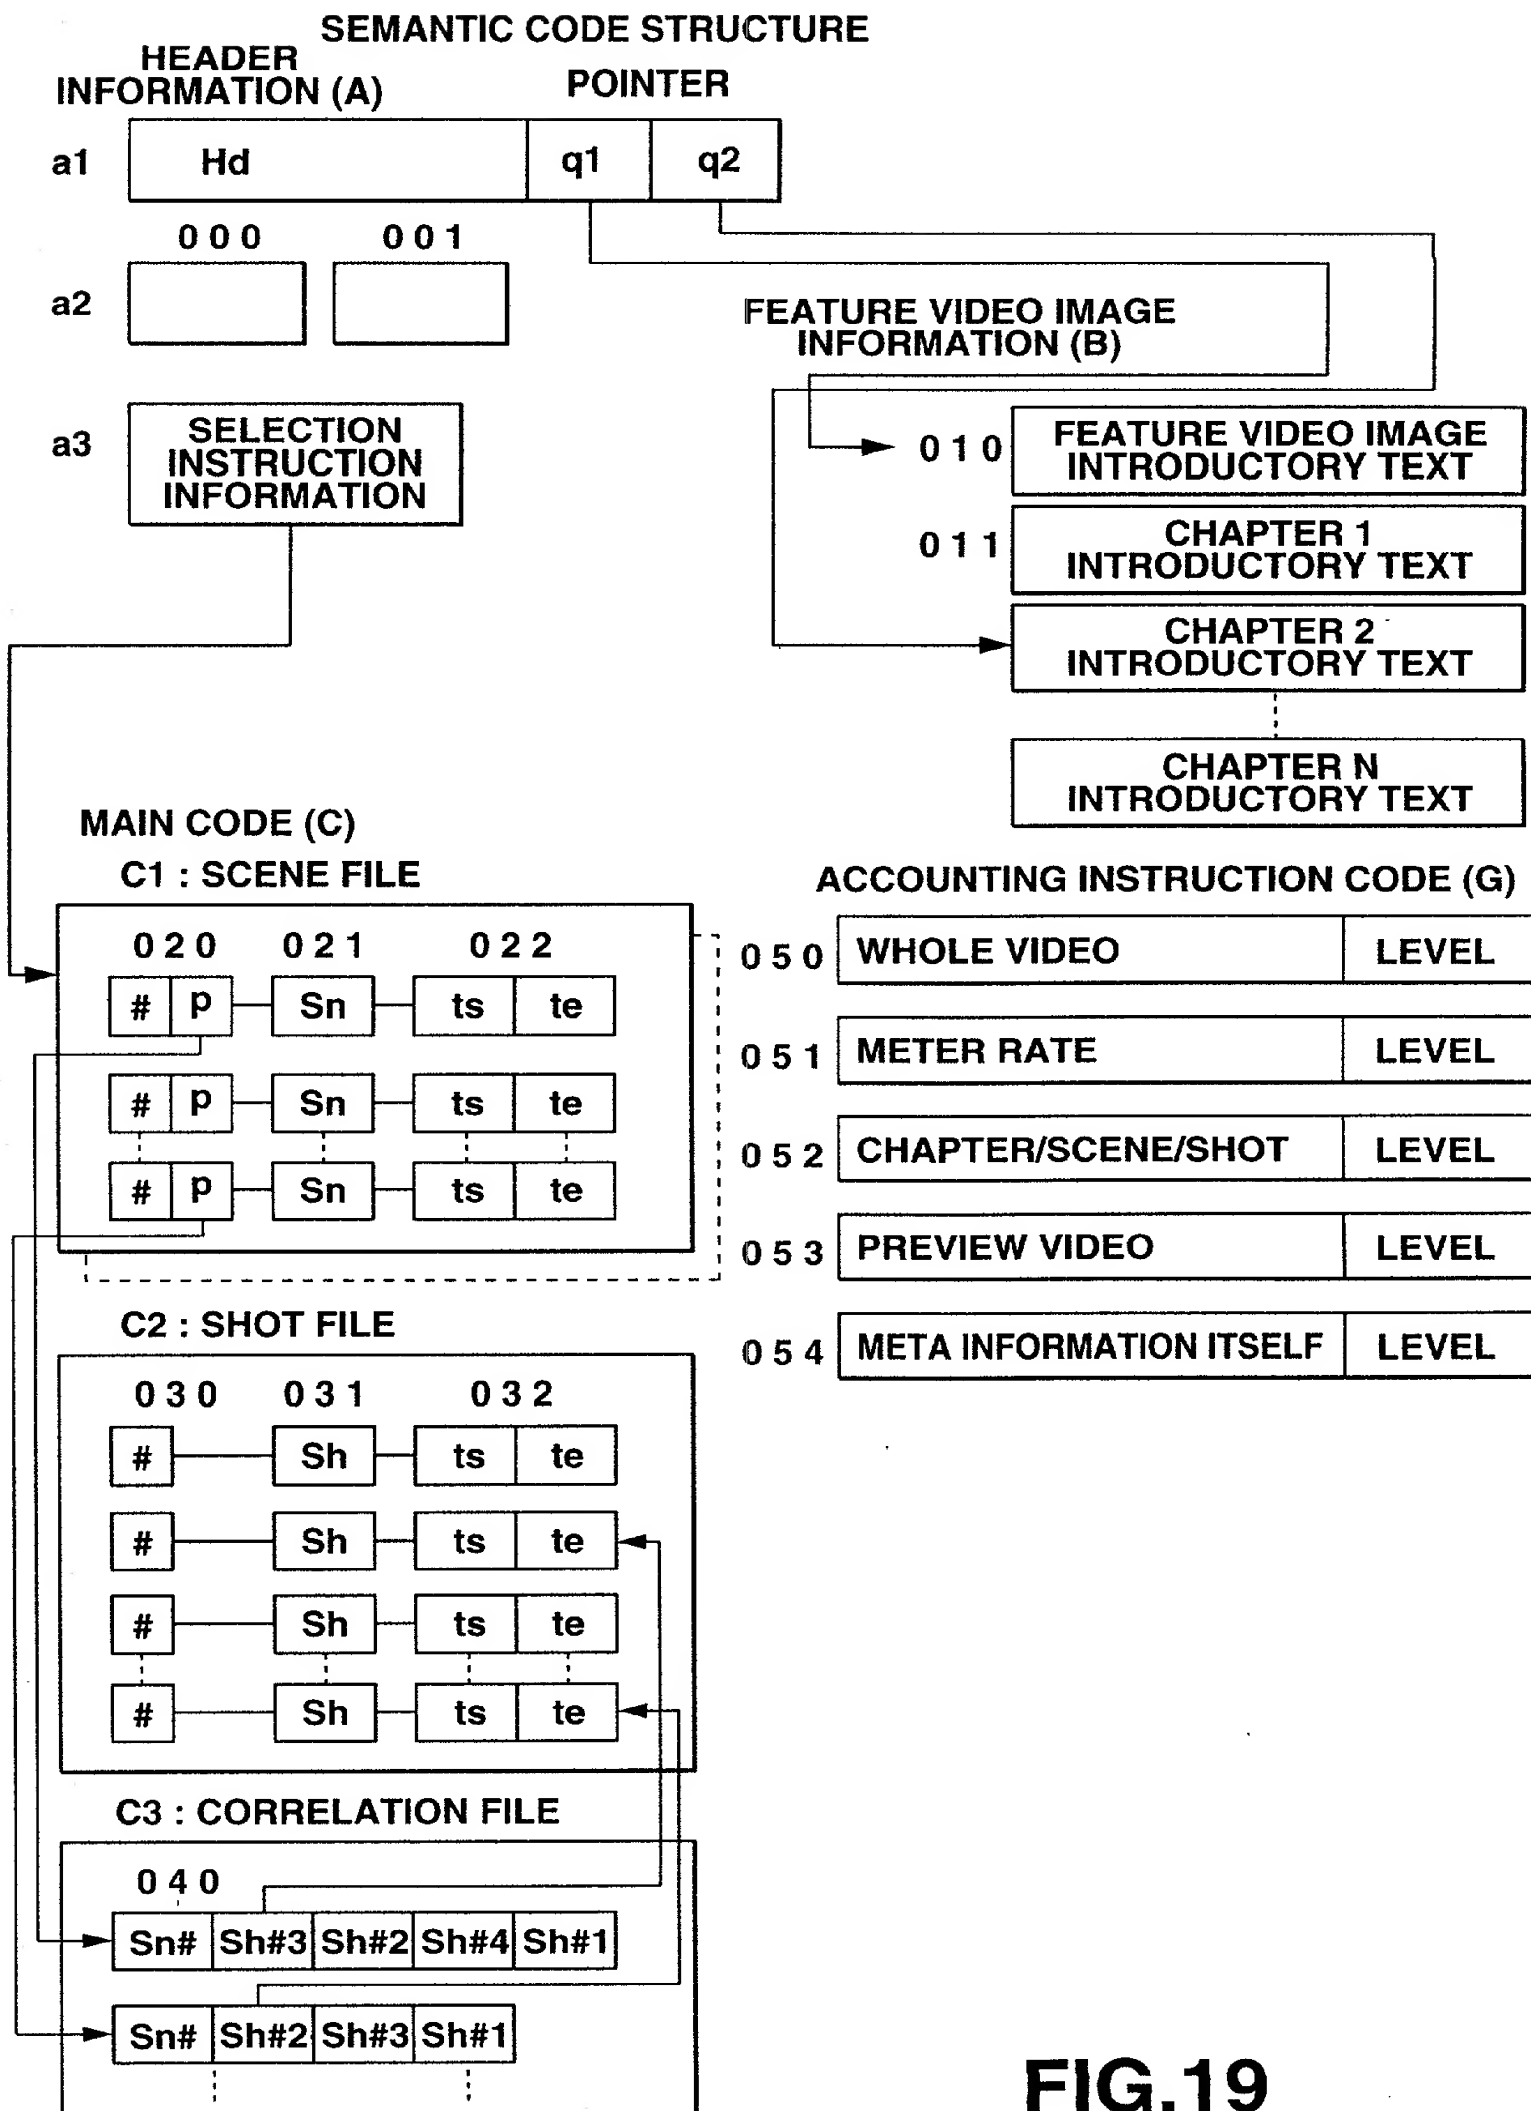 SEMANTIC CODE STRUCTURE
HEADER
INFORMATION (A)
POINTER
a1
Hd
q1
q2
0 0 0
0 0 1
a2
a3
SELECTION
INSTRUCTION
INFORMATION
FEATURE VIDEO IMAGE
INFORMATION (B)
0 1 0
FEATURE VIDEO IMAGE
INTRODUCTORY TEXT
0 1 1
CHAPTER 1
INTRODUCTORY TEXT
CHAPTER 2
INTRODUCTORY TEXT
CHAPTER N
INTRODUCTORY TEXT
MAIN CODE (C)
C1 : SCENE FILE
0 2 0 0 2 1 0 2 2
# p Sn ts te
# p Sn ts te
# p Sn ts te
ACCOUNTING INSTRUCTION CODE (G)
0 5 0 WHOLE VIDEO LEVEL
0 5 1 METER RATE LEVEL
0 5 2 CHAPTER/SCENE/SHOT LEVEL
0 5 3 PREVIEW VIDEO LEVEL
0 5 4 META INFORMATION ITSELF LEVEL
C2 : SHOT FILE
0 3 0 0 3 1 0 3 2
# Sh ts te
# Sh ts te
# Sh ts te
# Sh ts te
C3 : CORRELATION FILE
0 4 0
Sn# Sh#3 Sh#2 Sh#4 Sh#1
Sn# Sh#2 Sh#3 Sh#1
FIG.19